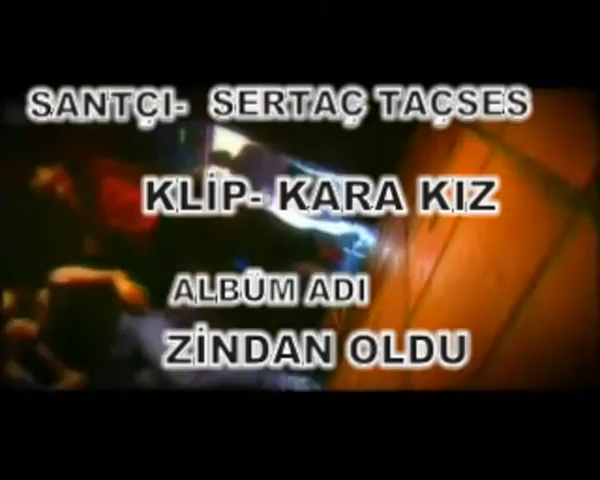 SANTÇI- SERTAÇ TAÇSES
KLİP- KARA KIZ
ALBÜM ADI
ZİNDAN OLDU